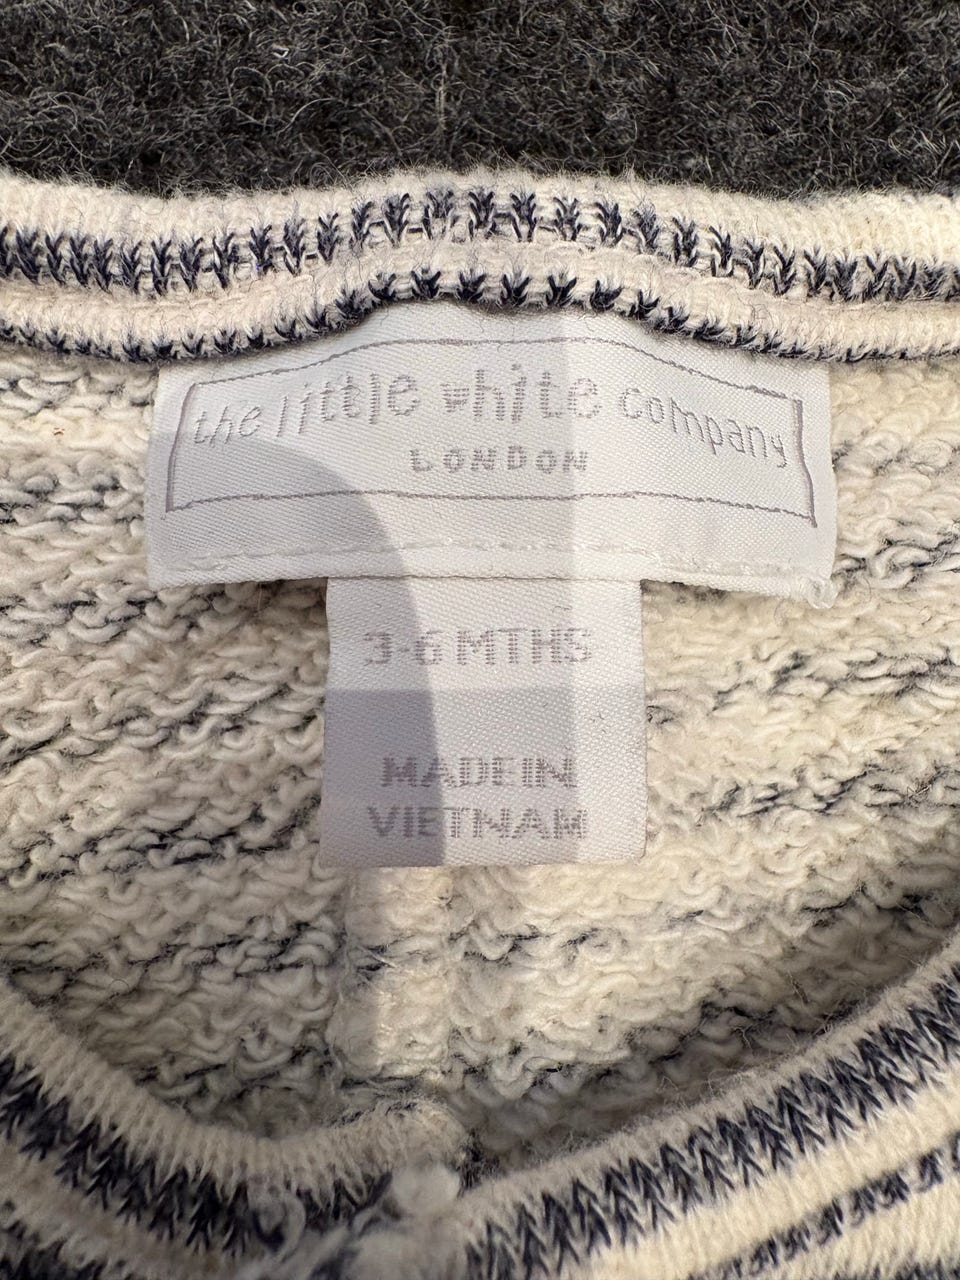 the little white company
LONDON
3-6 MTHS
MADE IN
VIETNAM